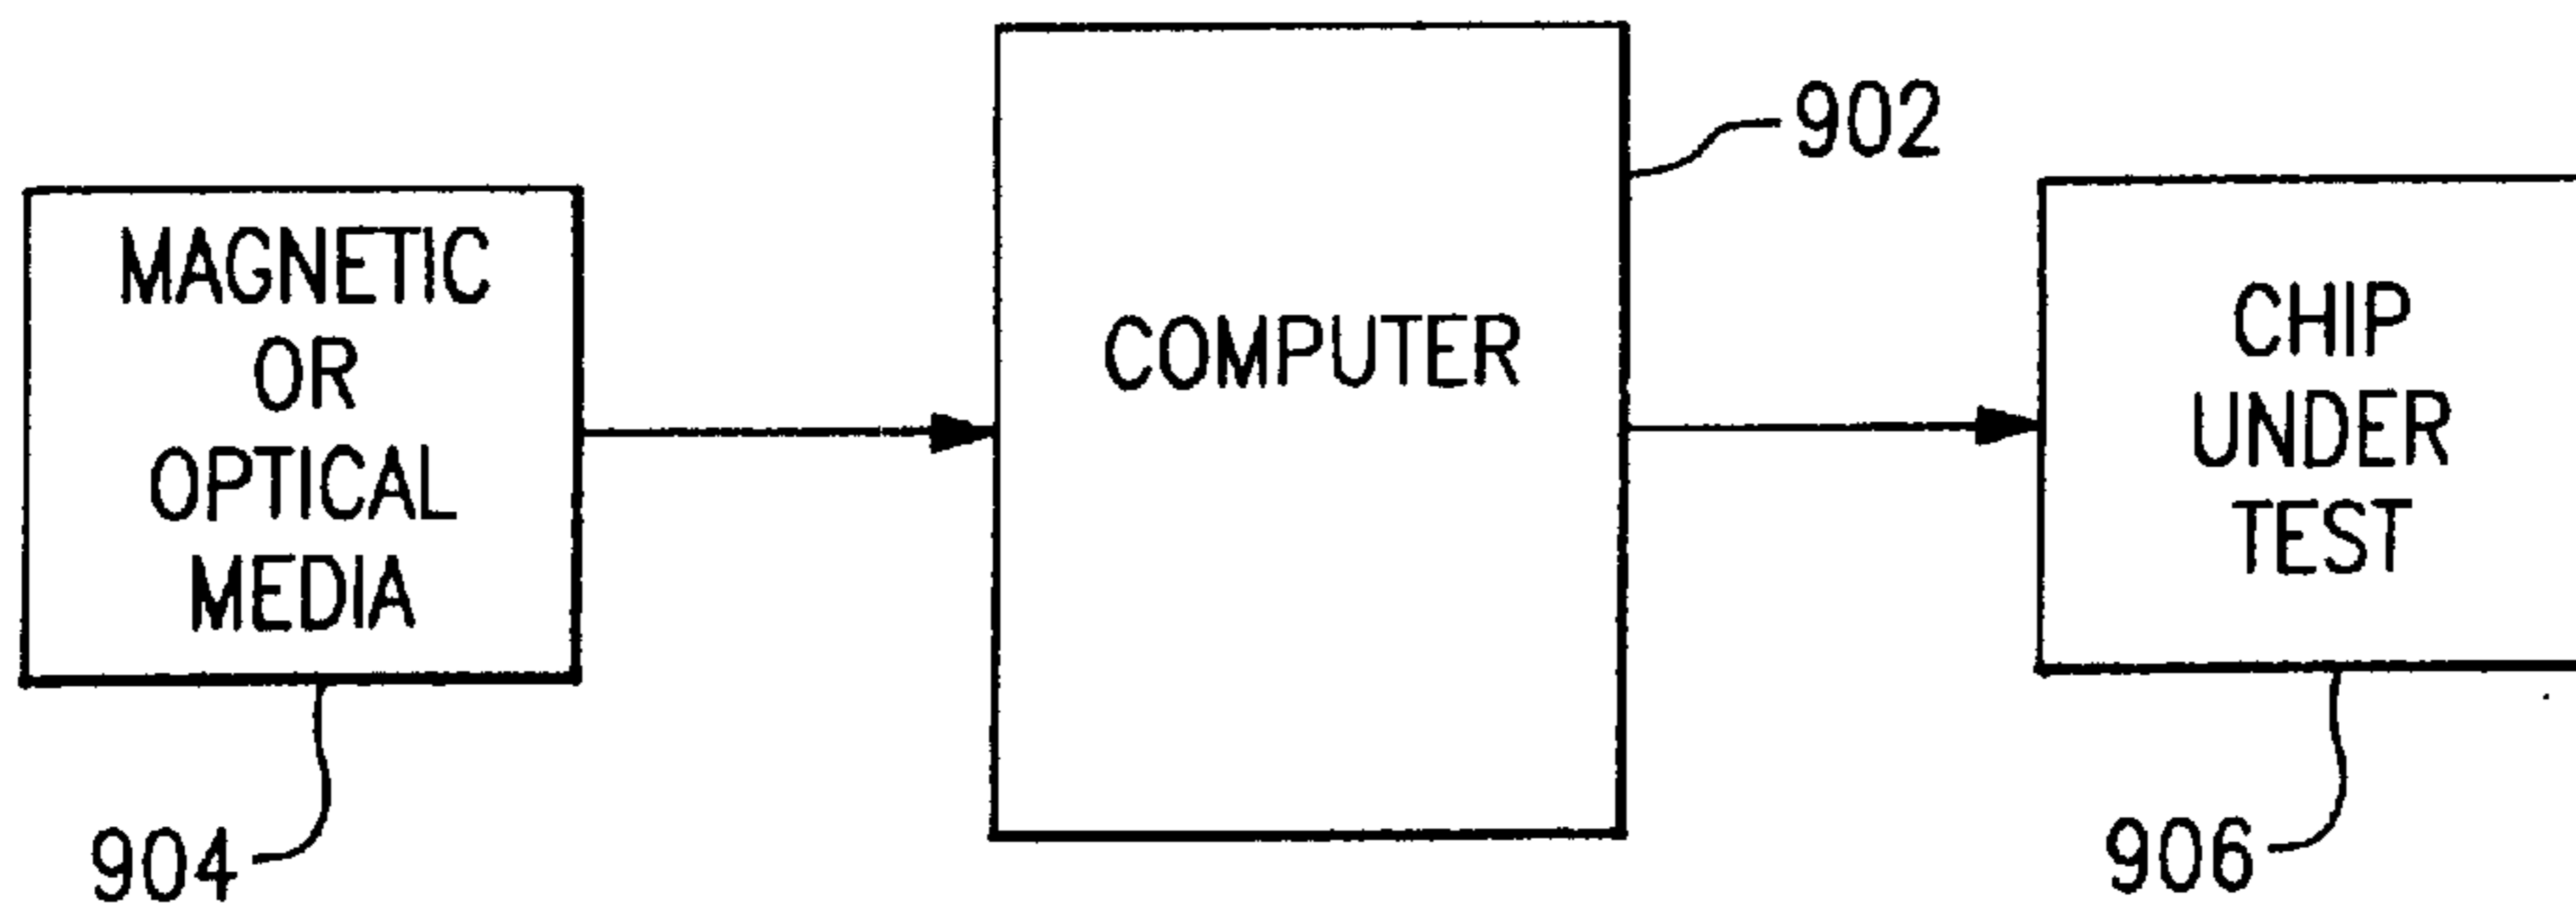 MAGNETIC
OR
OPTICAL
MEDIA
904
COMPUTER
902
CHIP
UNDER
TEST
906